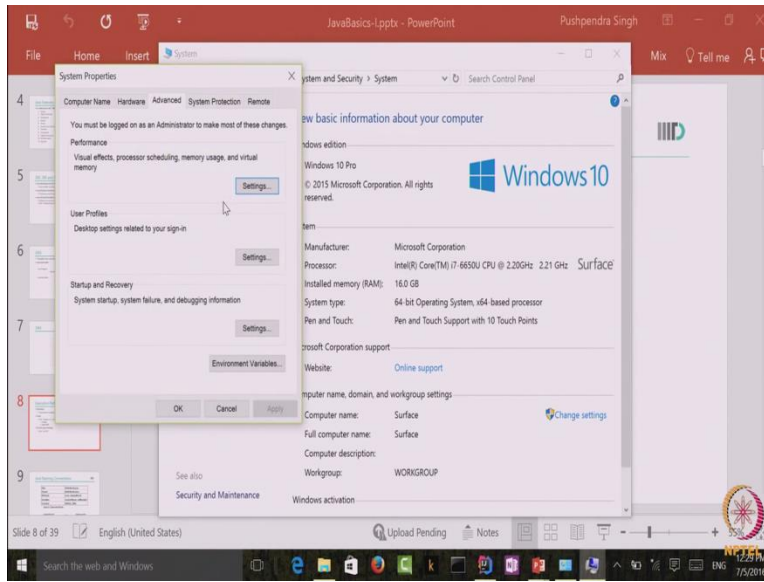 JavaBasics-I.pptx - PowerPoint
Pushpendra Singh
File
Home
Insert
Mix
Tell me
System
ystem and Security > System
Search Control Panel
System Properties
Computer Name
Hardware
Advanced
System Protection
Remote
You must be logged on as an Administrator to make most of these changes.
Performance
Visual effects, processor scheduling, memory usage, and virtual
memory
Settings...
User Profiles
Desktop settings related to your sign-in
Settings...
Startup and Recovery
System startup, system failure, and debugging information
Settings...
Environment Variables...
OK
Cancel
Apply
ew basic information about your computer
ndows edition
Windows 10 Pro
© 2015 Microsoft Corporation. All rights
reserved.
Windows 10
tem
Manufacturer: Microsoft Corporation
Processor: Intel(R) Core(TM) i7-6650U CPU @ 2.20GHz 2.21 GHz
Surface
Installed memory (RAM): 16.0 GB
System type: 64-bit Operating System, x64-based processor
Pen and Touch: Pen and Touch Support with 10 Touch Points
crosoft Corporation support
Website: Online support
mputer name, domain, and workgroup settings
Computer name: Surface
Change settings
Full computer name: Surface
Computer description:
Workgroup: WORKGROUP
Windows activation
See also
Security and Maintenance
IIID
4
5
6
7
8
9
Slide 8 of 39
English (United States)
Upload Pending
Notes
NPTEL
Search the web and Windows
ENG
7/5/2016